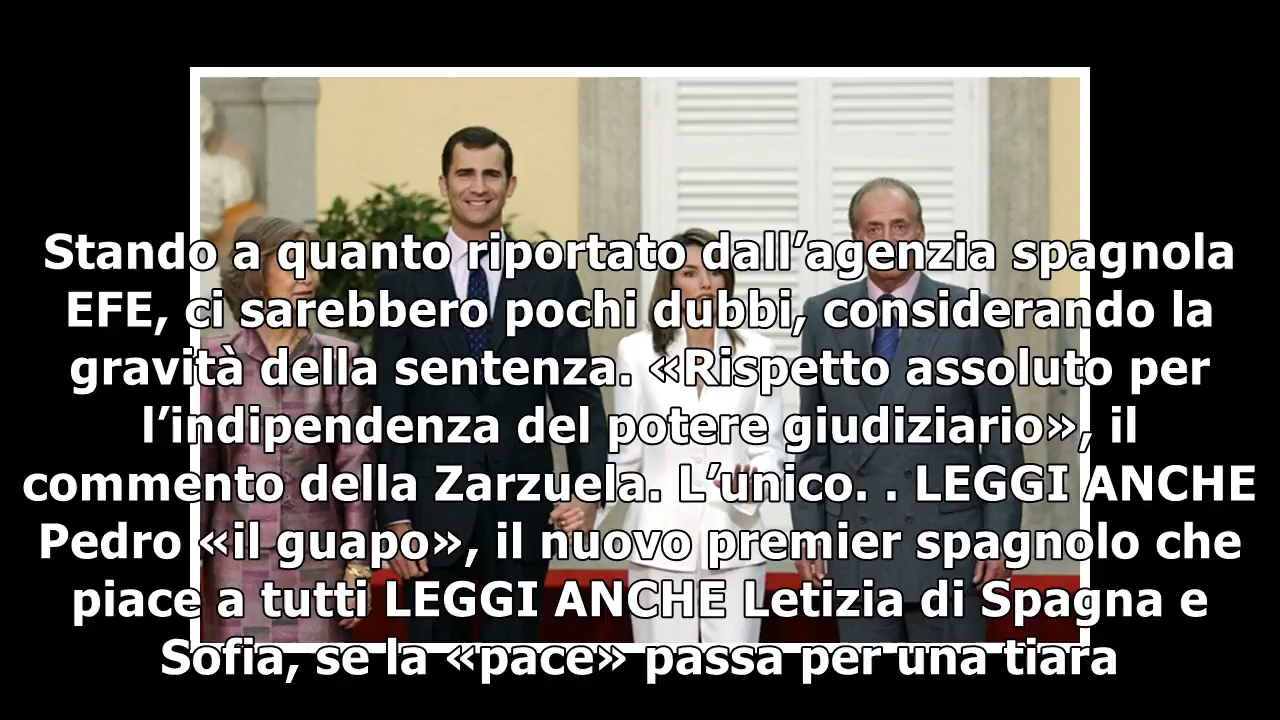 Stando a quanto riportato dall’agenzia spagnola
EFE, ci sarebbero pochi dubbi, considerando la
gravità della sentenza. «Rispetto assoluto per
l’indipendenza del potere giudiziario», il
commento della Zarzuela. L’unico. . LEGGI ANCHE
Pedro «il guapo», il nuovo premier spagnolo che
piace a tutti LEGGI ANCHE Letizia di Spagna e
Sofia, se la «pace» passa per una tiara